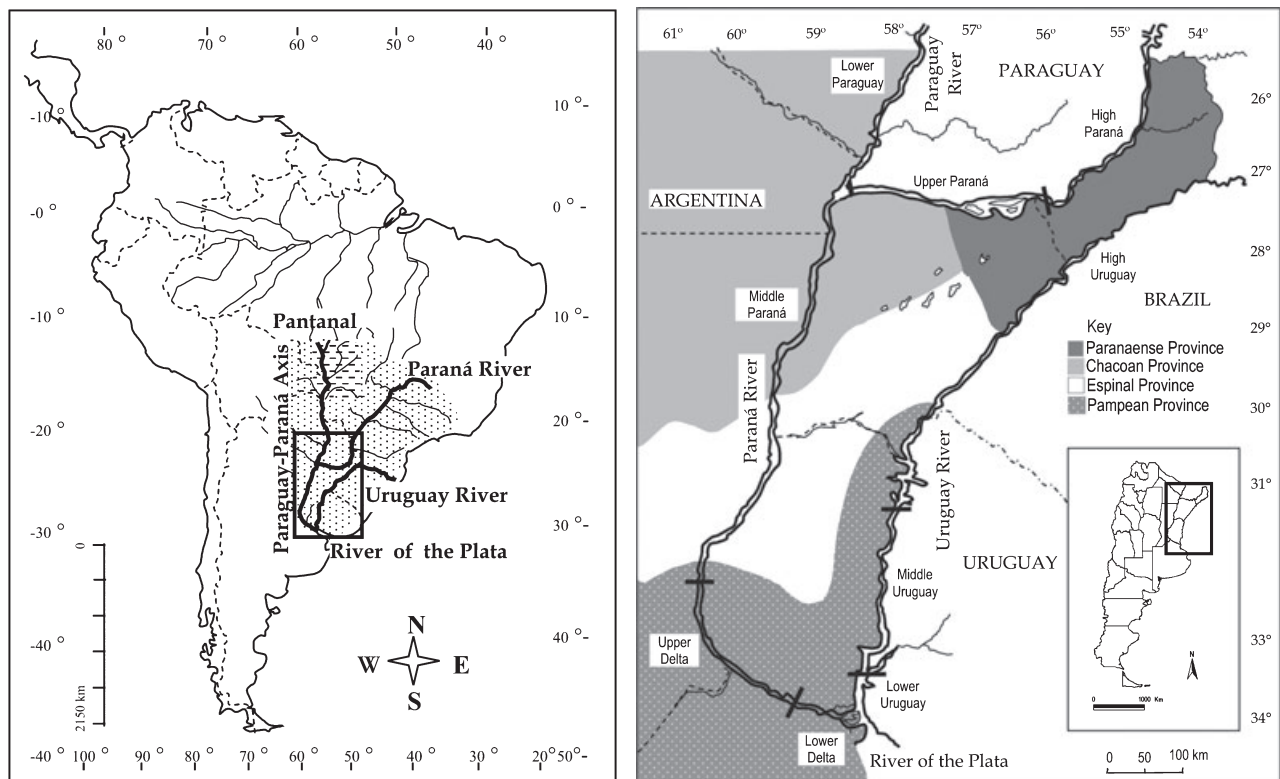 80 ° 70 ° 60 ° 50 ° 40 °
-10 ° 10 °-
-0 ° 0 °-
-10 ° 10 °-
Pantanal
Paraná River
Paraguay-Paraná Axis
-20 ° 20 °-
Uruguay River
-30 ° 30 °-
River of the Plata
0
2150 km
-40 ° 40 °-
N
W E
S
-40 ° 100 ° 90 ° 80 ° 70 ° 60 ° 50 ° 40 ° 30 ° 20°50°-
61° 60° 59° 58° 57° 56° 55° 54°
Lower
Paraguay
Paraguay
River
PARAGUAY
26°
High
Paraná
27°
Upper Paraná
ARGENTINA
28°
High
Uruguay
Middle
Paraná
BRAZIL
29°
Key
Paranaense Province
Chacoan Province
Espinal Province
Pampean Province
30°
Paraná River
Uruguay River
31°
URUGUAY
Middle
Uruguay
33°
Upper
Delta
N
Lower
Uruguay
0 1000 Km
34°
Lower
Delta
River of the Plata
0 50 100 km